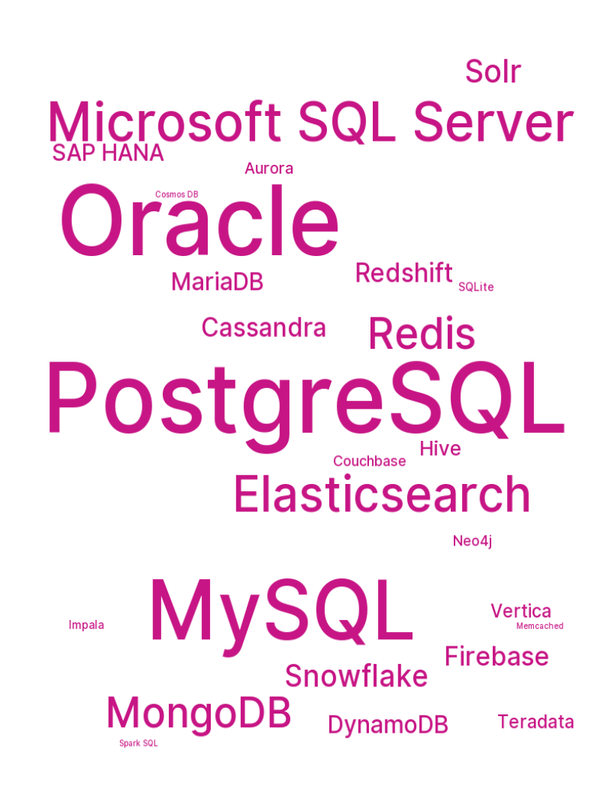 Solr
Microsoft SQL Server
SAP HANA
Aurora
Cosmos DB
Oracle
MariaDB
Redshift
SQLite
Cassandra
Redis
PostgreSQL
Hive
Couchbase
Elasticsearch
Neo4j
MySQL
Vertica
Impala
Memcached
Firebase
Snowflake
MongoDB
DynamoDB
Teradata
Spark SQL